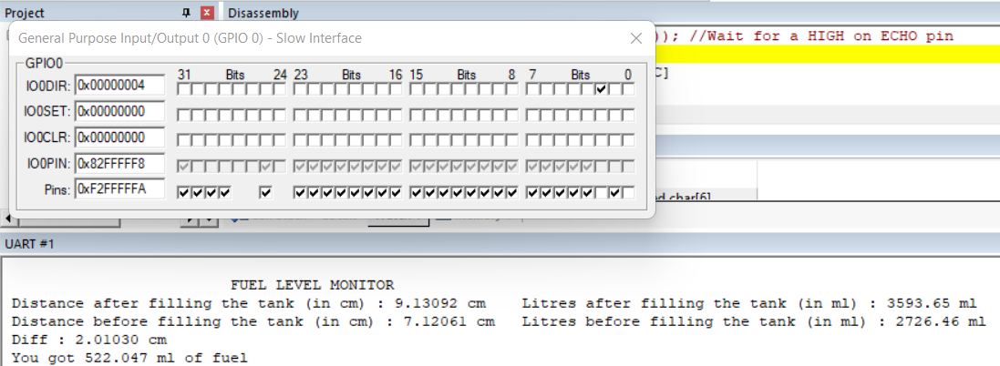 Project
Disassembly
General Purpose Input/Output 0 (GPIO 0) - Slow Interface
)); //Wait for a HIGH on ECHO pin
GPIO0
31 Bits 24 23 Bits 16 15 Bits 8 7 Bits 0
IO0DIR: 0x00000004
C]
IO0SET: 0x00000000
IO0CLR: 0x00000000
IO0PIN: 0x82FFFFF8
Pins: 0xF2FFFFFA
ed char[6]
UART #1
FUEL LEVEL MONITOR
Distance after filling the tank (in cm) : 9.13092 cm Litres after filling the tank (in ml) : 3593.65 ml
Distance before filling the tank (in cm) : 7.12061 cm Litres before filling the tank (in ml) : 2726.46 ml
Diff : 2.01030 cm
You got 522.047 ml of fuel